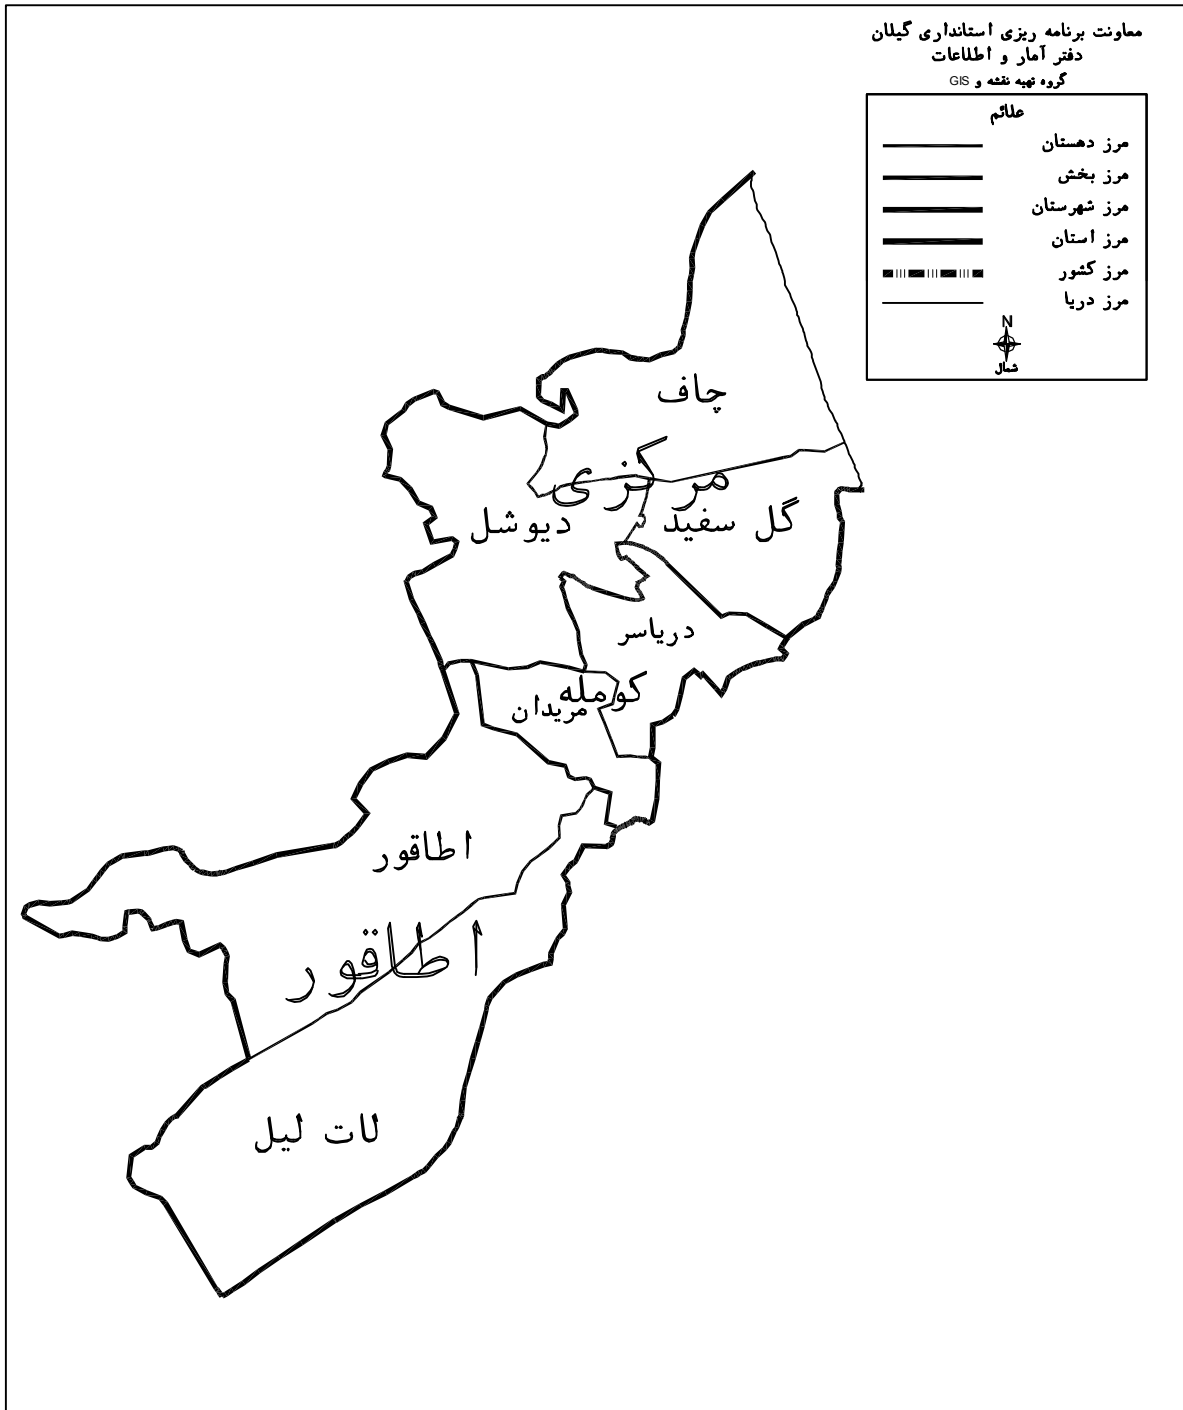 معاونت برنامه ریزی استانداری گیلان
دفتر آمار و اطلاعات
گروه تهیه نقشه و GIS
علائم
مرز دهستان
مرز بخش
مرز شهرستان
مرز استان
مرز کشور
مرز دریا
N
شمال
چاف
مرکزی
گل سفید
دیوشل
دریاسر
کومله
مریدان
اطاقور
اطاقور
لات لیل